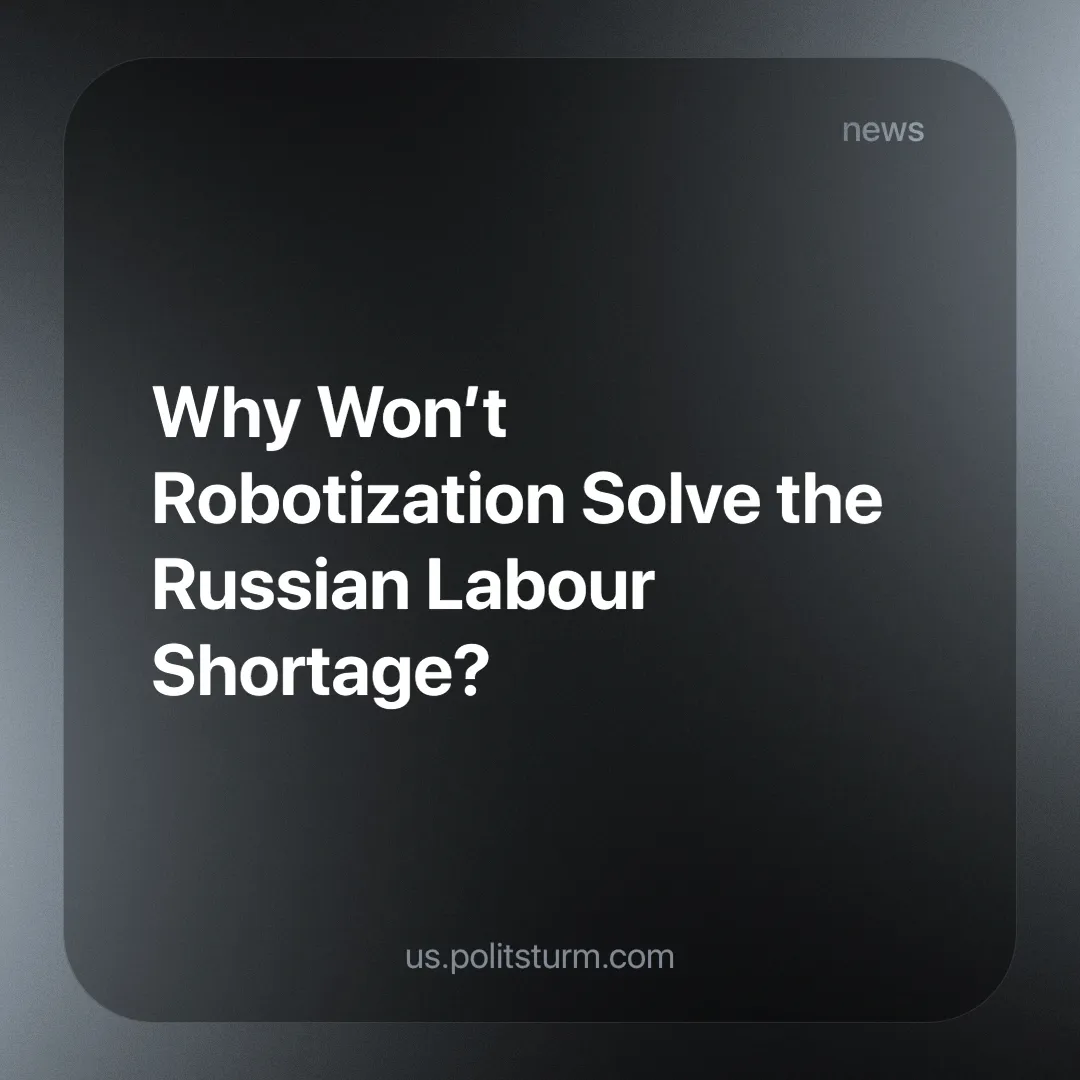 news
Why Won’t
Robotization Solve the
Russian Labour
Shortage?
us.politsturm.com